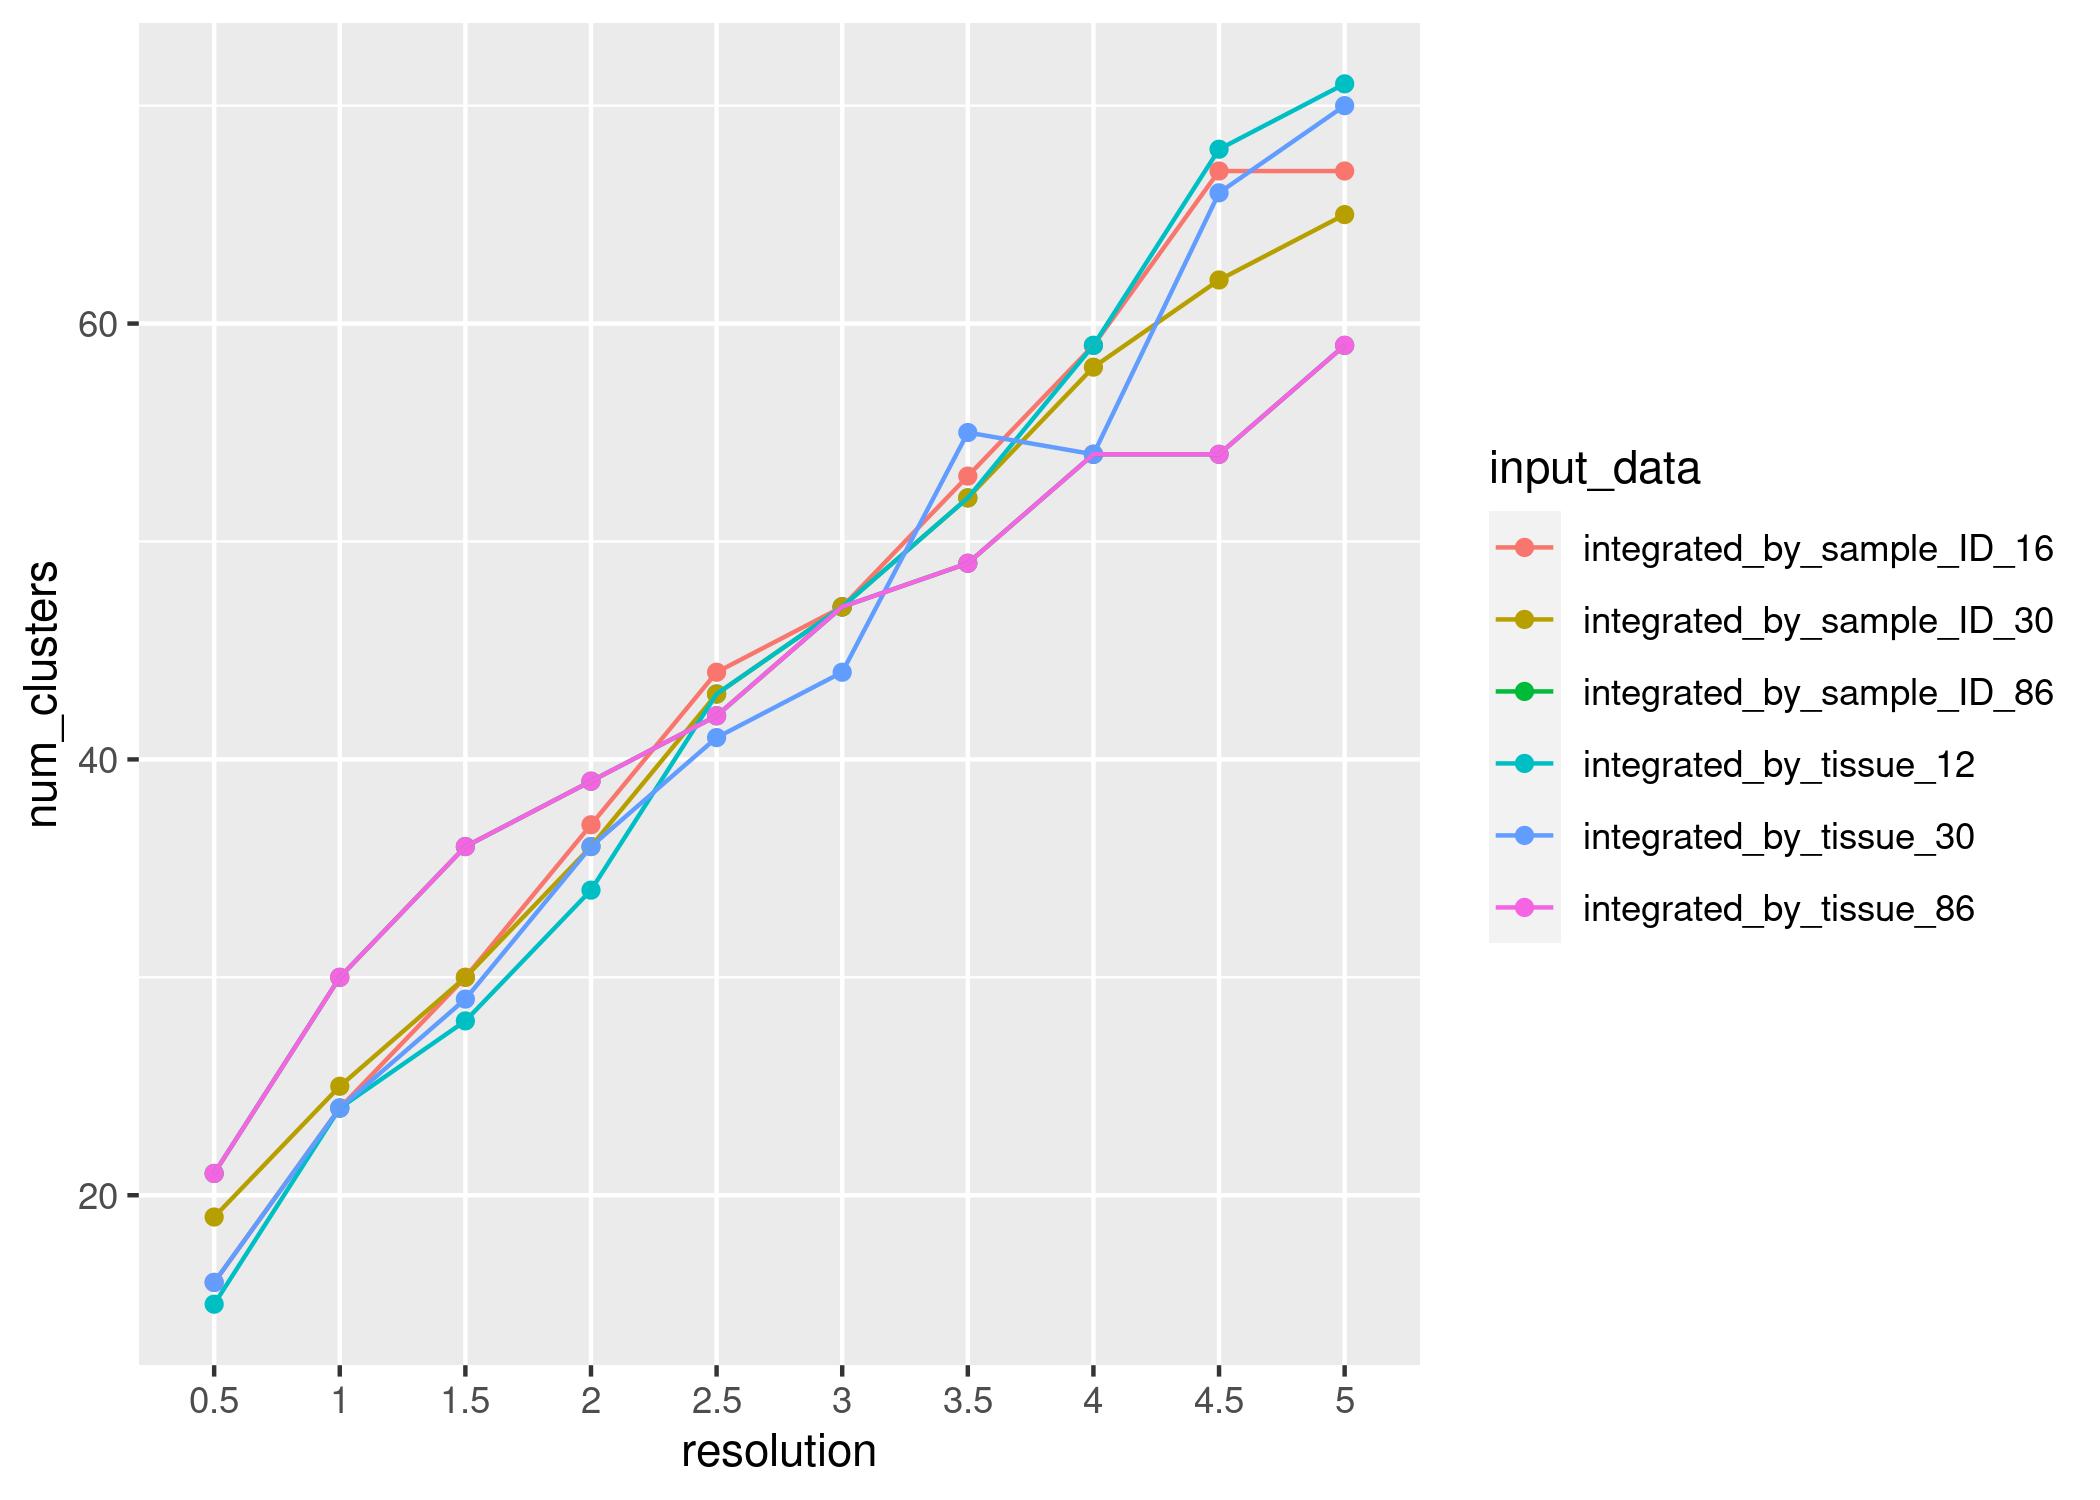 num_clusters
60
40
20
0.5 1 1.5 2 2.5 3 3.5 4 4.5 5
resolution
input_data
integrated_by_sample_ID_16
integrated_by_sample_ID_30
integrated_by_sample_ID_86
integrated_by_tissue_12
integrated_by_tissue_30
integrated_by_tissue_86